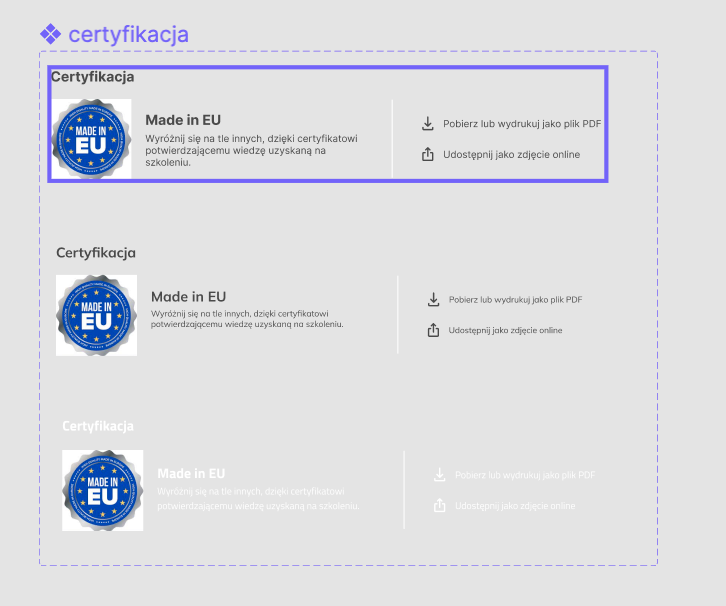 certyfikacja
Certyfikacja
MADE IN
EU
Made in EU
Wyróżnij się na tle innych, dzięki certyfikatowi
potwierdzającemu wiedzę uzyskaną na
szkoleniu.
Pobierz lub wydrukuj jako plik PDF
Udostępnij jako zdjęcie online
Certyfikacja
MADE IN
EU
Made in EU
Wyróżnij się na tle innych, dzięki certyfikatowi
potwierdzającemu wiedzę uzyskaną na szkoleniu.
Pobierz lub wydrukuj jako plik PDF
Udostępnij jako zdjęcie online
Certyfikacja
MADE IN
EU
Made in EU
Wyróżnij się na tle innych, dzięki certyfikatowi
potwierdzającemu wiedzę uzyskaną na szkoleniu.
Pobierz lub wydrukuj jako plik PDF
Udostępnij jako zdjęcie online